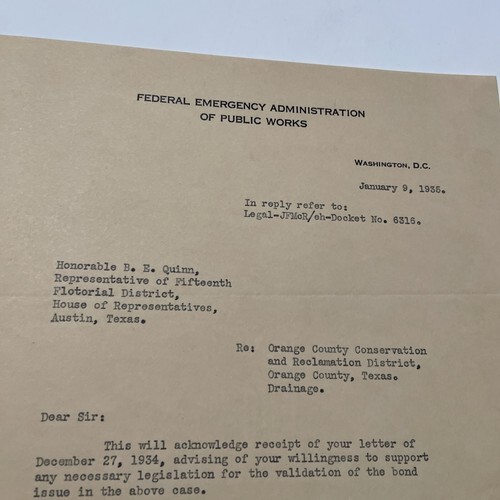 FEDERAL EMERGENCY ADMINISTRATION
OF PUBLIC WORKS
WASHINGTON, D.C.
January 9, 1935.
In reply refer to:
Legal-JFMcR/eh-Docket No. 6316.
Honorable B. E. Quinn,
Representative of Fifteenth
Flotorial District,
House of Representatives,
Austin, Texas.
Re: Orange County Conservation
and Reclamation District,
Orange County, Texas.
Drainage.
Dear Sir:
This will acknowledge receipt of your letter of
December 27, 1934, advising of your willingness to support
any necessary legislation for the validation of the bond
issue in the above case.